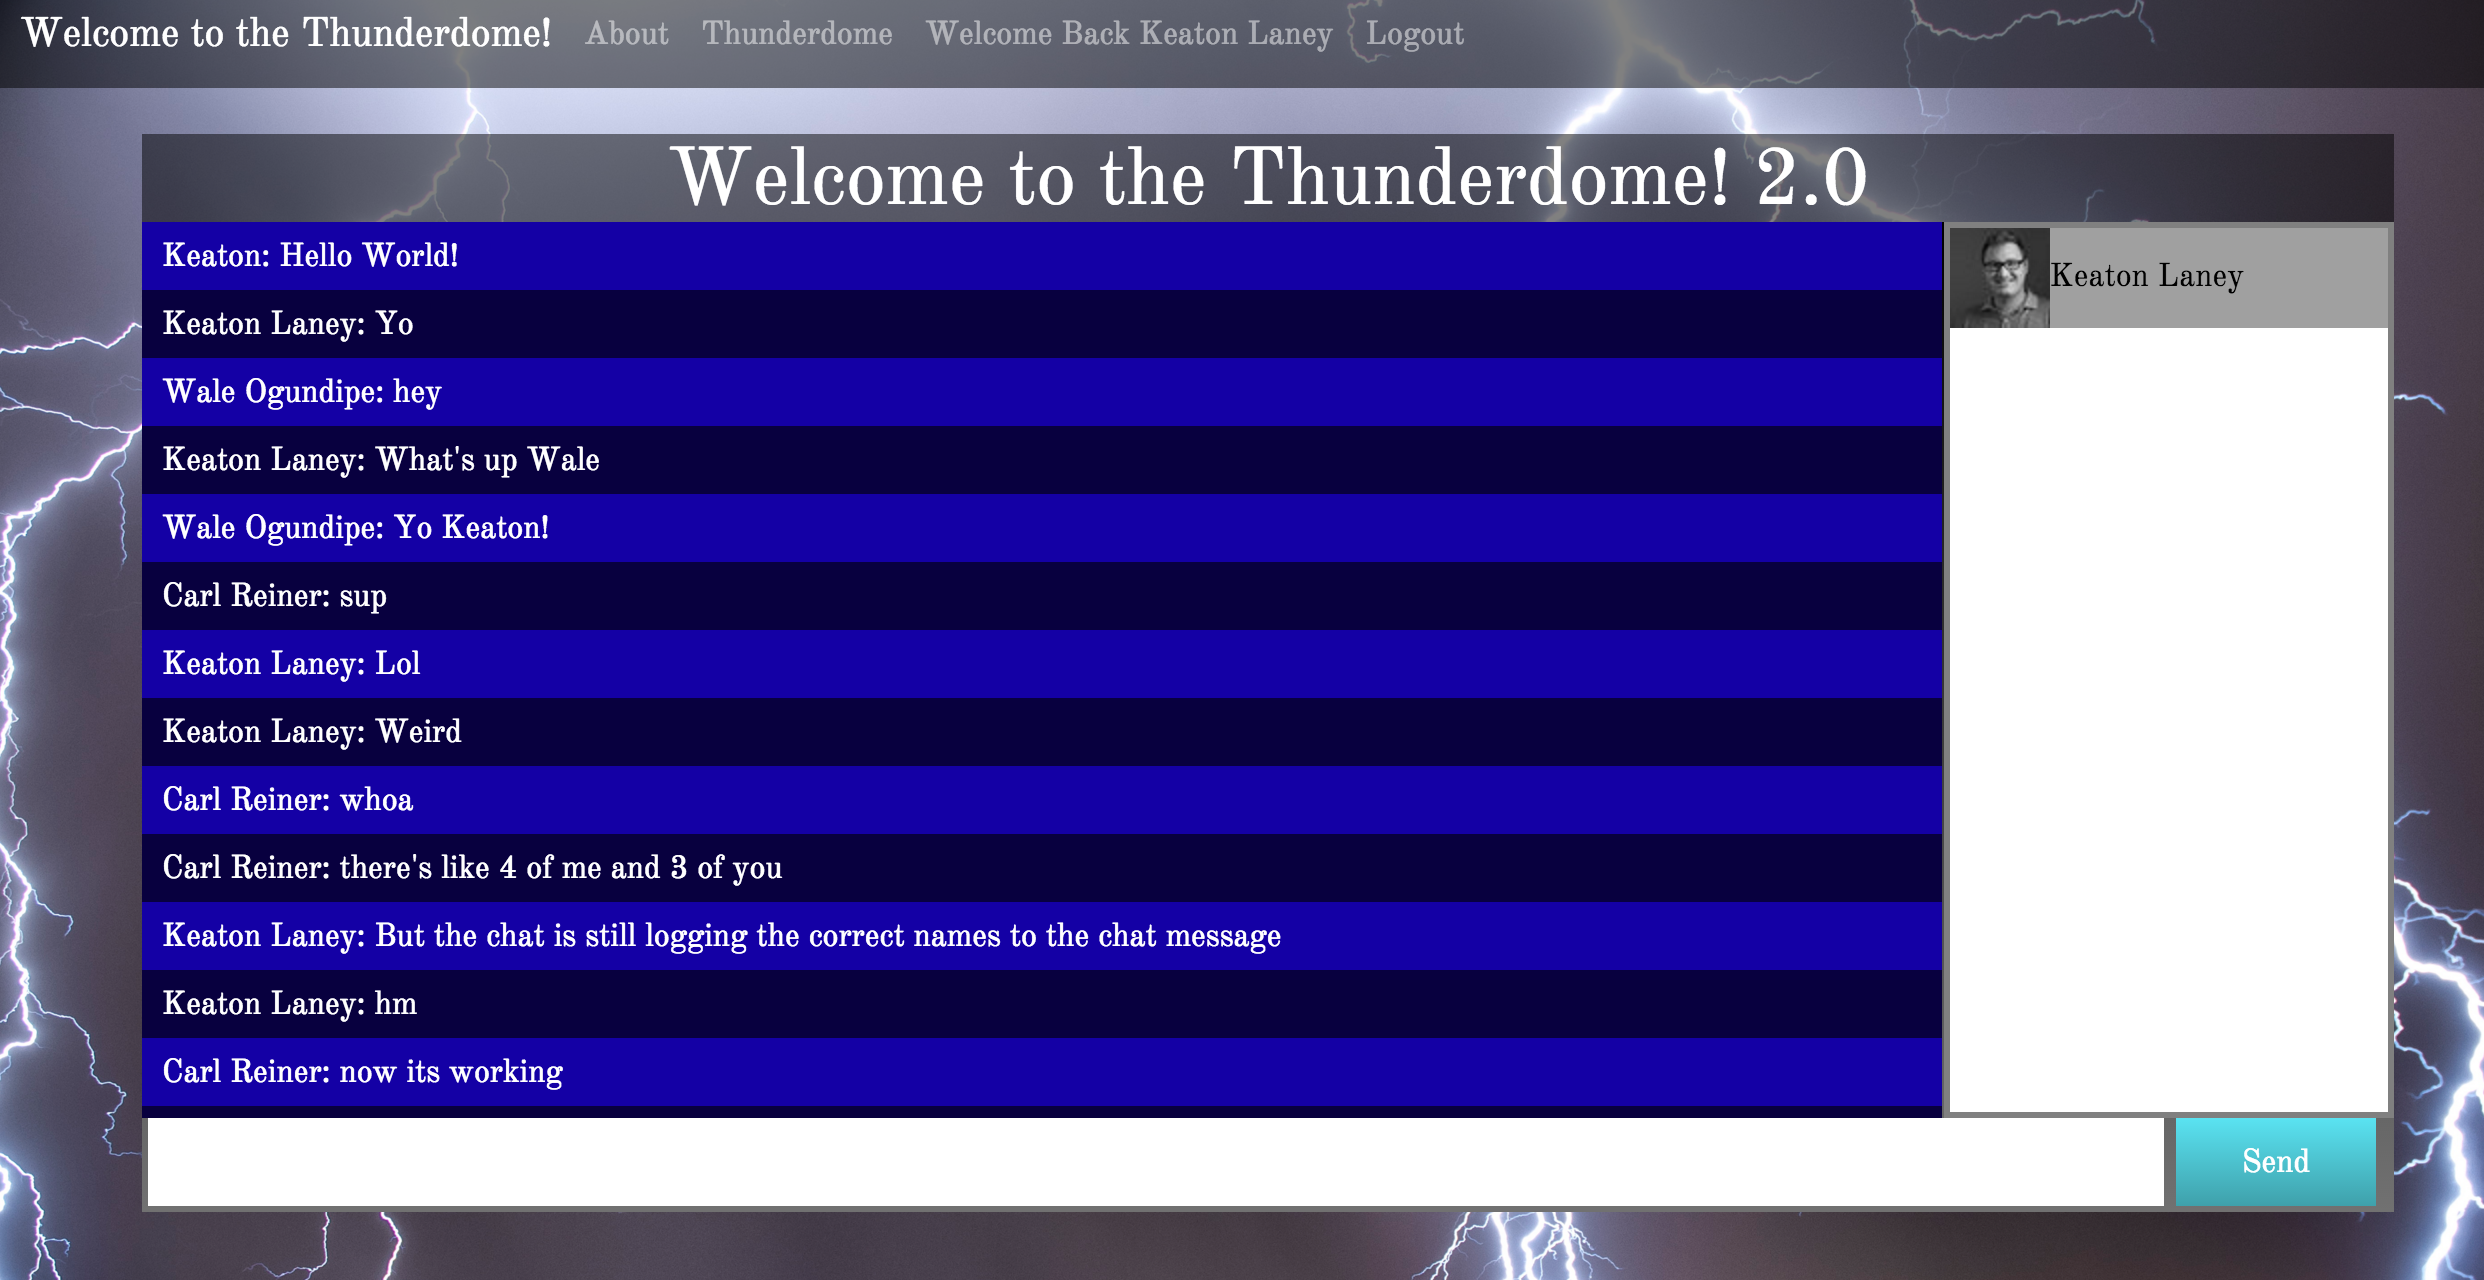 Welcome to the Thunderdome! About Thunderdome Welcome Back Keaton Laney Logout
Welcome to the Thunderdome! 2.0
Keaton: Hello World!
Keaton Laney
Keaton Laney: Yo
Wale Ogundipe: hey
Keaton Laney: What's up Wale
Wale Ogundipe: Yo Keaton!
Carl Reiner: sup
Keaton Laney: Lol
Keaton Laney: Weird
Carl Reiner: whoa
Carl Reiner: there's like 4 of me and 3 of you
Keaton Laney: But the chat is still logging the correct names to the chat message
Keaton Laney: hm
Carl Reiner: now its working
Send